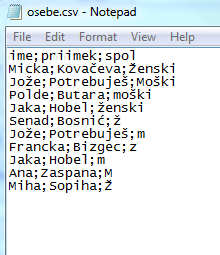 osebe.csv - Notepad
File Edit Format View Help
ime;priimek;spol
Micka;Kovačeva;Ženski
Jože;Potrebuješ;Moški
Polde;Butara;moški
Jaka;Hobel;ženski
Senad;Bosnić;ž
Jože;Potrebuješ;m
Francka;Bizgec;z
Jaka;Hobel;m
Ana;Zaspana;M
Miha;Sopiha;Ž